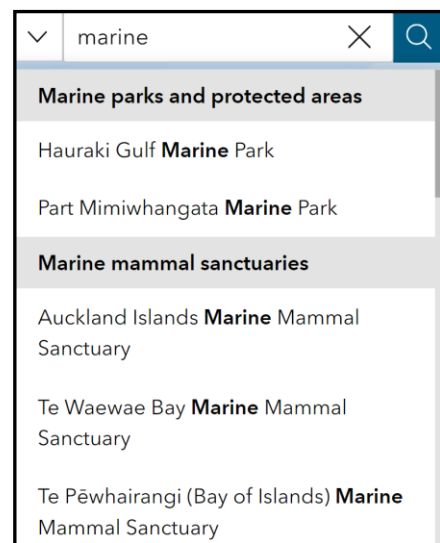 marine
Marine parks and protected areas
Hauraki Gulf Marine Park
Part Mimiwhangata Marine Park
Marine mammal sanctuaries
Auckland Islands Marine Mammal
Sanctuary
Te Waewae Bay Marine Mammal
Sanctuary
Te Pēwhairangi (Bay of Islands) Marine
Mammal Sanctuary